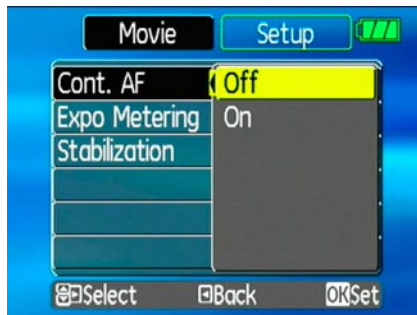 Movie Setup
Cont. AF Off
Expo Metering On
Stabilization
Select Back OK Set